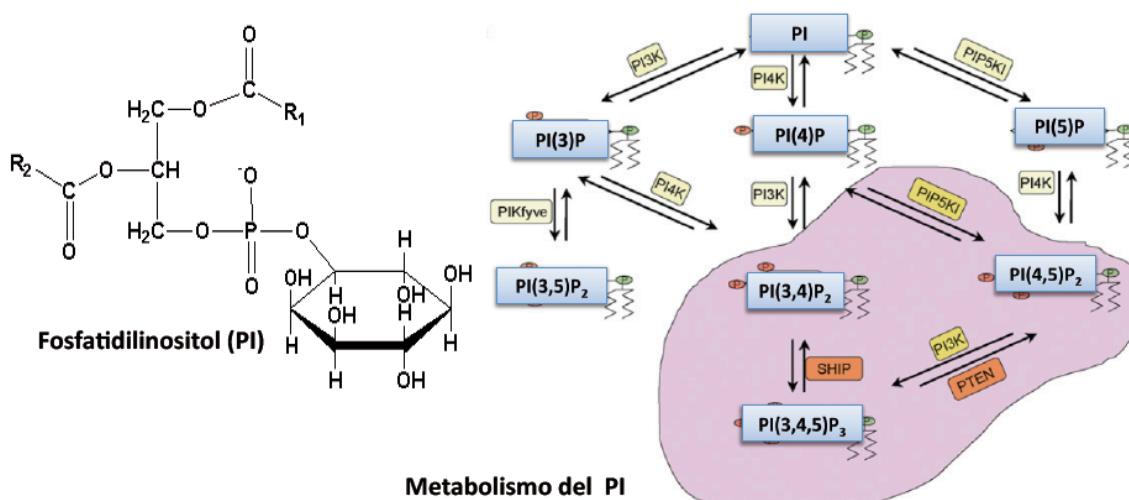 O
C
H₂C
O
R₁
R₂
C
O
CH
⁻O
O
H₂C
O
P
O
O
H
H
OH
H
OH
OH
OH
H
H
H
H
OH
Fosfatidilinositol (PI)
PI
P
PI3K
PI4K
PIP5KI
P
PI(3)P
P
P
PI(4)P
P
PI(5)P
P
P
PIKfyve
PI4K
PI3K
PIP5KI
PI4K
P
PI(3,5)P₂
P
P
P
PI(3,4)P₂
P
P
PI(4,5)P₂
P
P
SHIP
PI3K
PTEN
PI(3,4,5)P₃
P
Metabolismo del PI